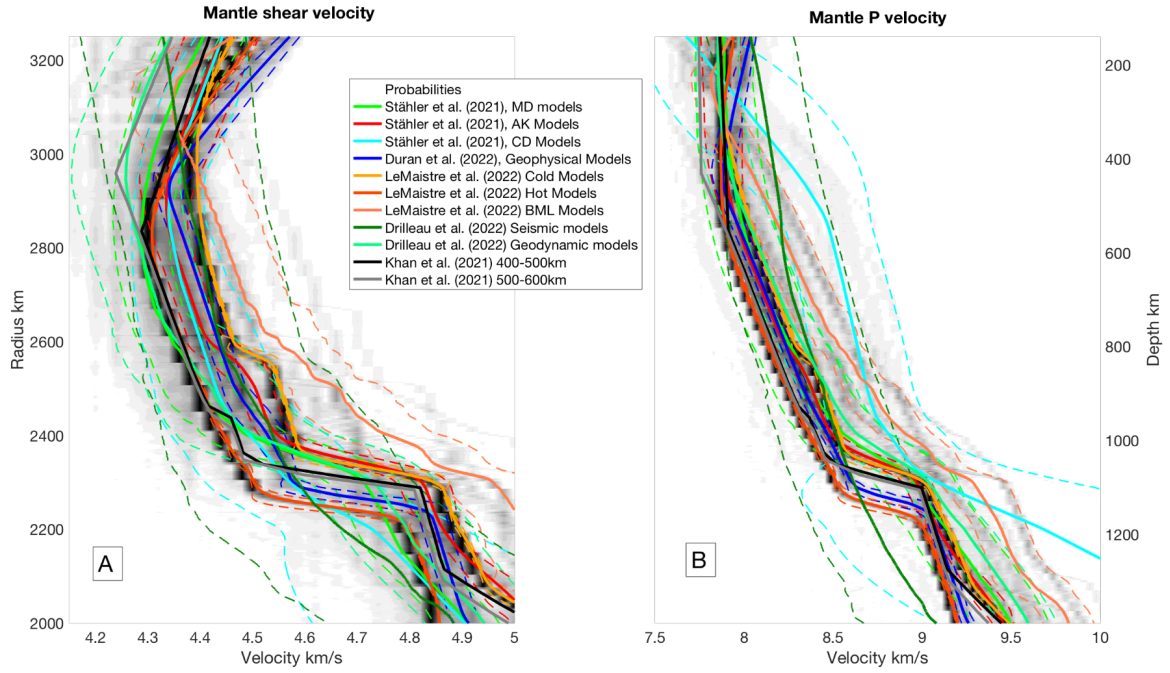 Mantle shear velocity
Mantle P velocity
3200
3000
2800
2600
2400
2200
2000
Radius km
4.2
4.3
4.4
4.5
4.6
4.7
4.8
4.9
5
Velocity km/s
A
Probabilities
Stähler et al. (2021), MD models
Stähler et al. (2021), AK Models
Stähler et al. (2021), CD Models
Duran et al. (2022), Geophysical Models
LeMaistre et al. (2022) Cold Models
LeMaistre et al. (2022) Hot Models
LeMaistre et al. (2022) BML Models
Drilleau et al. (2022) Seismic models
Drilleau et al. (2022) Geodynamic models
Khan et al. (2021) 400-500km
Khan et al. (2021) 500-600km
B
7.5
8
8.5
9
9.5
10
Velocity km/s
200
400
600
800
1000
1200
Depth km